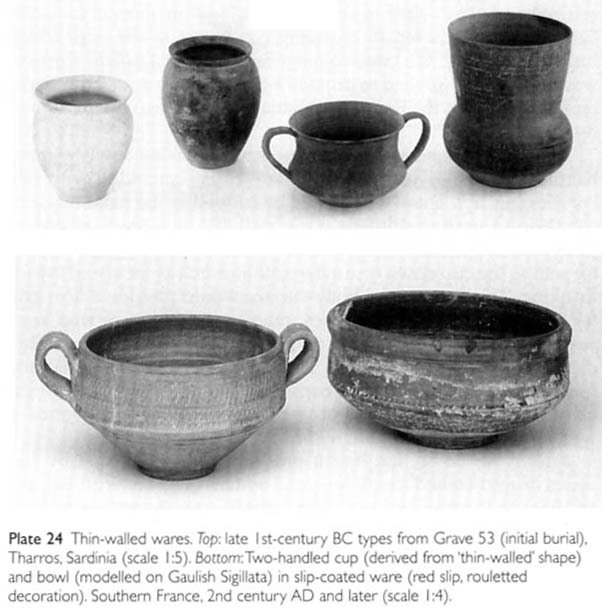 Plate 24 Thin-walled wares. Top: late 1st-century BC types from Grave 53 (initial burial),
Tharros, Sardinia (scale 1:5). Bottom: Two-handled cup (derived from 'thin-walled' shape)
and bowl (modelled on Gaulish Sigillata) in slip-coated ware (red slip, rouletted
decoration). Southern France, 2nd century AD and later (scale 1:4).